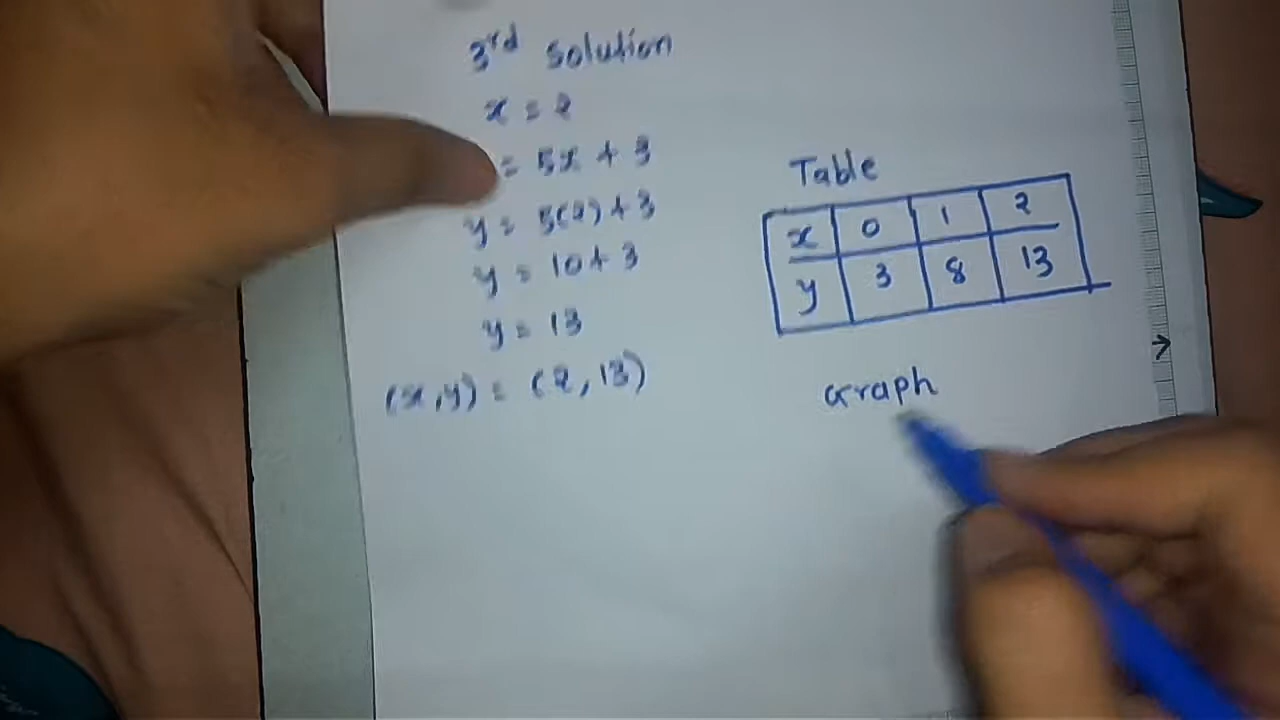 3rd solution
x = 2
= 5x + 3
y = 5(2) + 3
y = 10 + 3
y = 13
(x,y) = (2,13)
Table
x 0 1 2
y 3 8 13
Graph